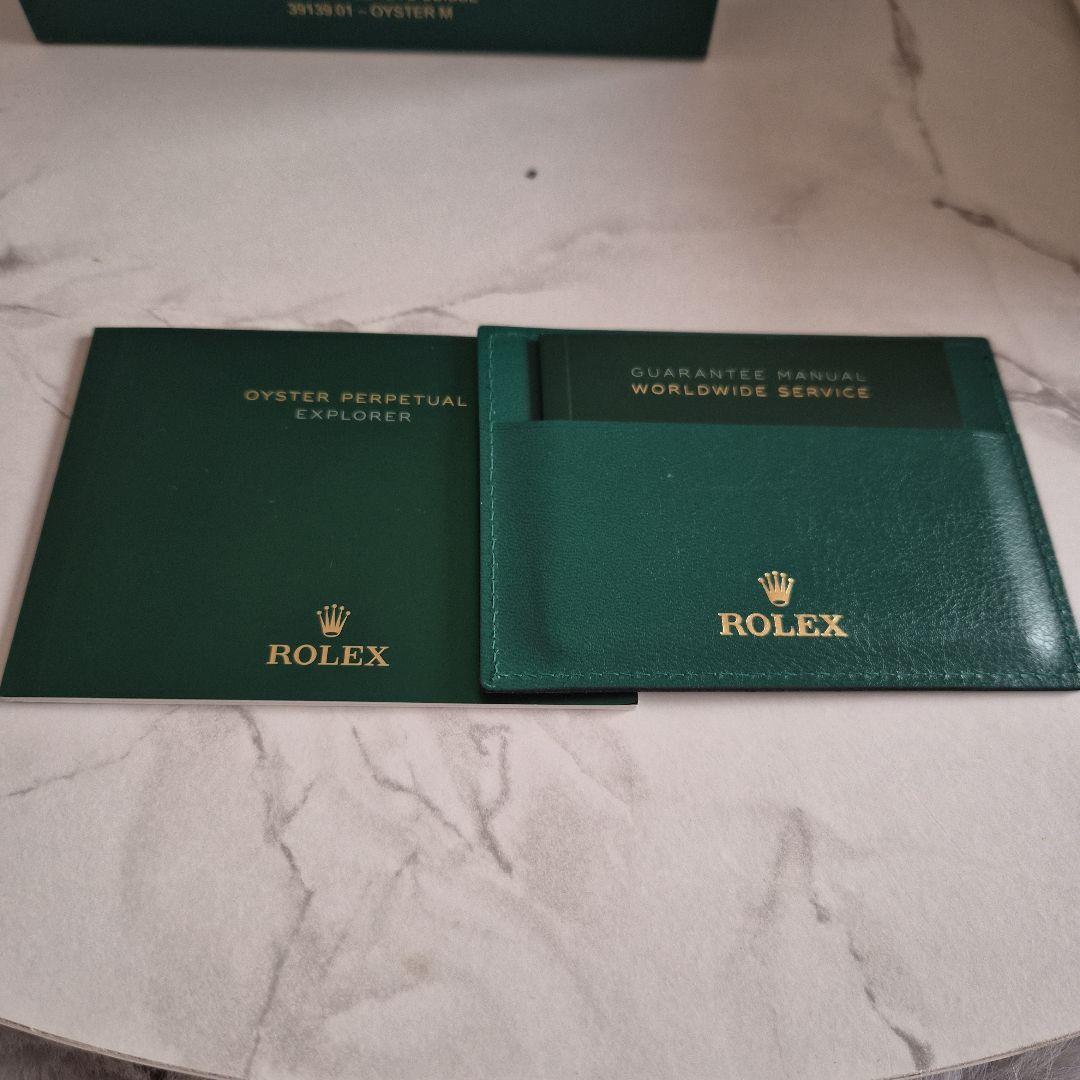 39139.01 – OYSTER M
OYSTER PERPETUAL
EXPLORER
ROLEX
GUARANTEE MANUAL
WORLDWIDE SERVICE
ROLEX